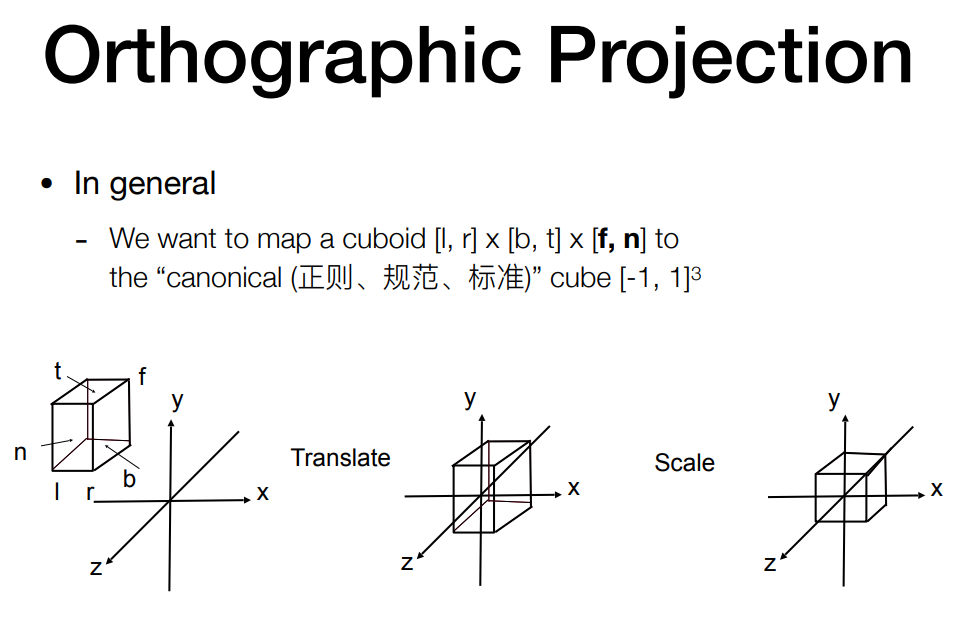 Orthographic Projection
• In general
– We want to map a cuboid [l, r] x [b, t] x [f, n] to
the “canonical (正则、规范、标准)” cube [-1, 1]³
t
f
n
l
r
b
y
x
z
Translate
y
x
z
Scale
y
x
z